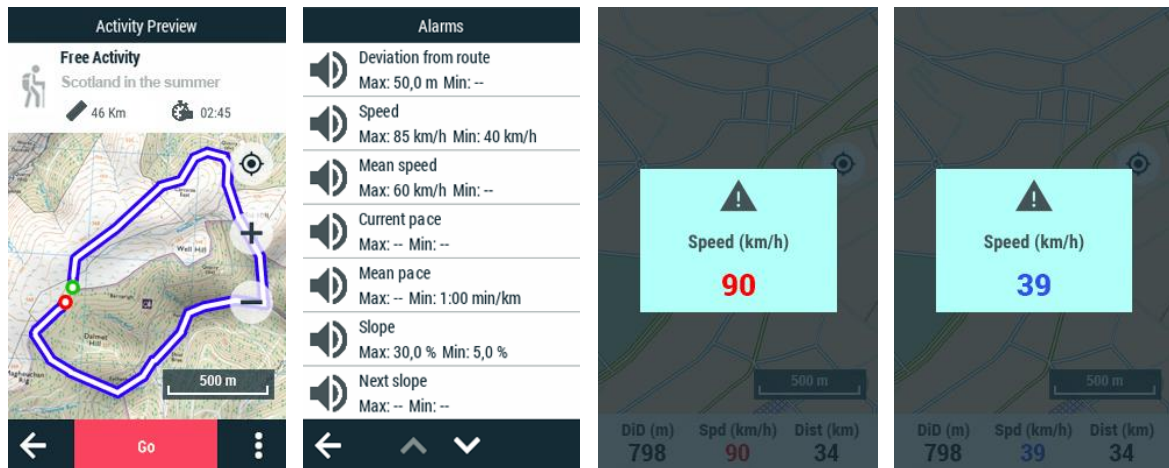 Activity Preview
Free Activity
Scotland in the summer
46 Km
02:45
Well Hill
Dalmet
Hill
500 m
Go
Alarms
Deviation from route
Max: 50,0 m Min: --
Speed
Max: 85 km/h Min: 40 km/h
Mean speed
Max: 60 km/h Min: --
Current pace
Max: -- Min: --
Mean pace
Max: -- Min: 1:00 min/km
Slope
Max: 30,0 % Min: 5,0 %
Next slope
Max: -- Min: --
Speed (km/h)
90
500 m
DiD (m) Spd (km/h) Dist (km)
798 90 34
Speed (km/h)
39
500 m
DiD (m) Spd (km/h) Dist (km)
798 39 34